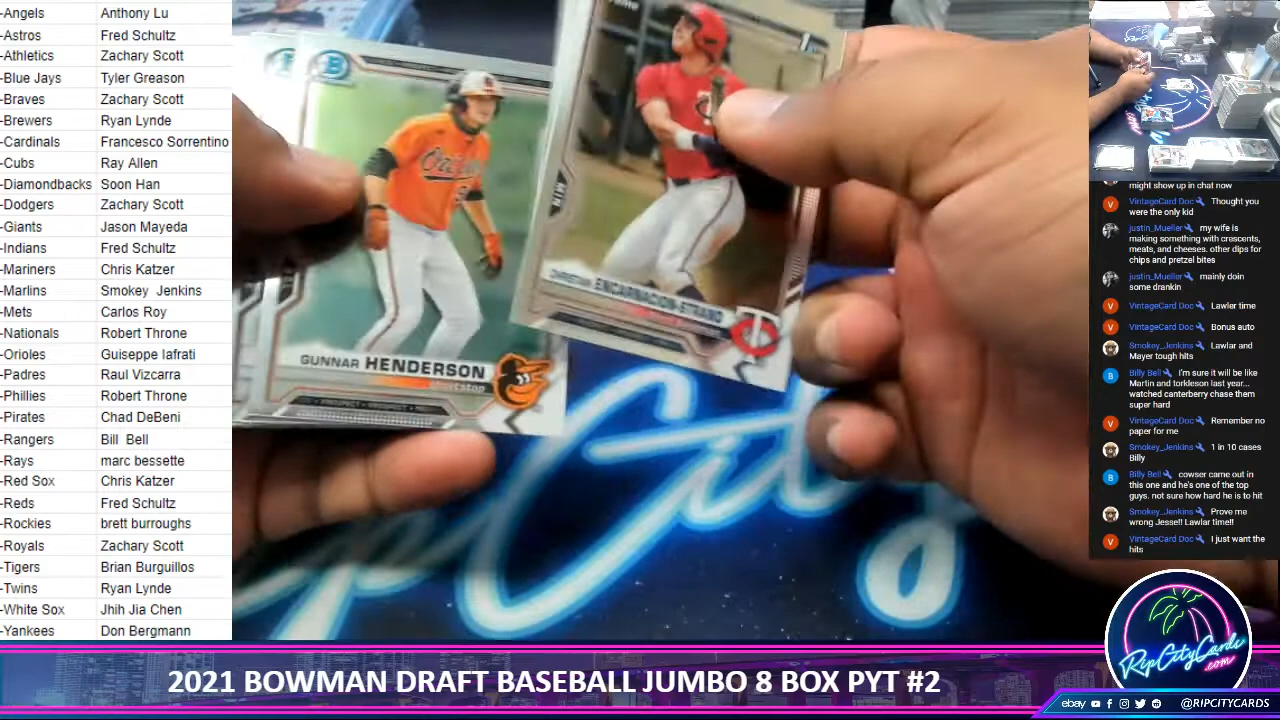 -Angels Anthony Lu
-Astros Fred Schultz
-Athletics Zachary Scott
-Blue Jays Tyler Greason
-Braves Zachary Scott
-Brewers Ryan Lynde
-Cardinals Francesco Sorrentino
-Cubs Ray Allen
-Diamondbacks Soon Han
-Dodgers Zachary Scott
-Giants Jason Mayeda
-Indians Fred Schultz
-Mariners Chris Katzer
-Marlins Smokey Jenkins
-Mets Carlos Roy
-Nationals Robert Throne
-Orioles Guiseppe Iafrati
-Padres Raul Vizcarra
-Phillies Robert Throne
-Pirates Chad DeBeni
-Rangers Bill Bell
-Rays marc bessette
-Red Sox Chris Katzer
-Reds Fred Schultz
-Rockies brett burroughs
-Royals Zachary Scott
-Tigers Brian Burguillos
-Twins Ryan Lynde
-White Sox Jhih Jia Chen
-Yankees Don Bergmann
B
1st
MIN
ENCARNACION-STRAND
GUNNAR HENDERSON
shortstop
might show up in chat now
VintageCard Doc Thought you
were the only kid
justin_Mueller my wife is
making something with crescents,
meats, and cheeses. other dips for
chips and pretzel bites
justin_Mueller mainly doin
some drankin
VintageCard Doc Lawler time
VintageCard Doc Bonus auto
Smokey_Jenkins Lawlar and
Mayer tough hits
Billy Bell I'm sure it will be like
Martin and torkleson last year...
watched canterberry chase them
super hard
VintageCard Doc Remember no
paper for me
Smokey_Jenkins 1 in 10 cases
Billy
Billy Bell cowser came out in
this one and he's one of the top
guys. not sure how hard he is to hit
Smokey_Jenkins Prove me
wrong Jesse!! Lawlar time!!
VintageCard Doc I just want the
hits
RipCityCards
.com
2021 BOWMAN DRAFT BASEBALL JUMBO 8 BOX PYT #2
ebay @RIPCITYCARDS